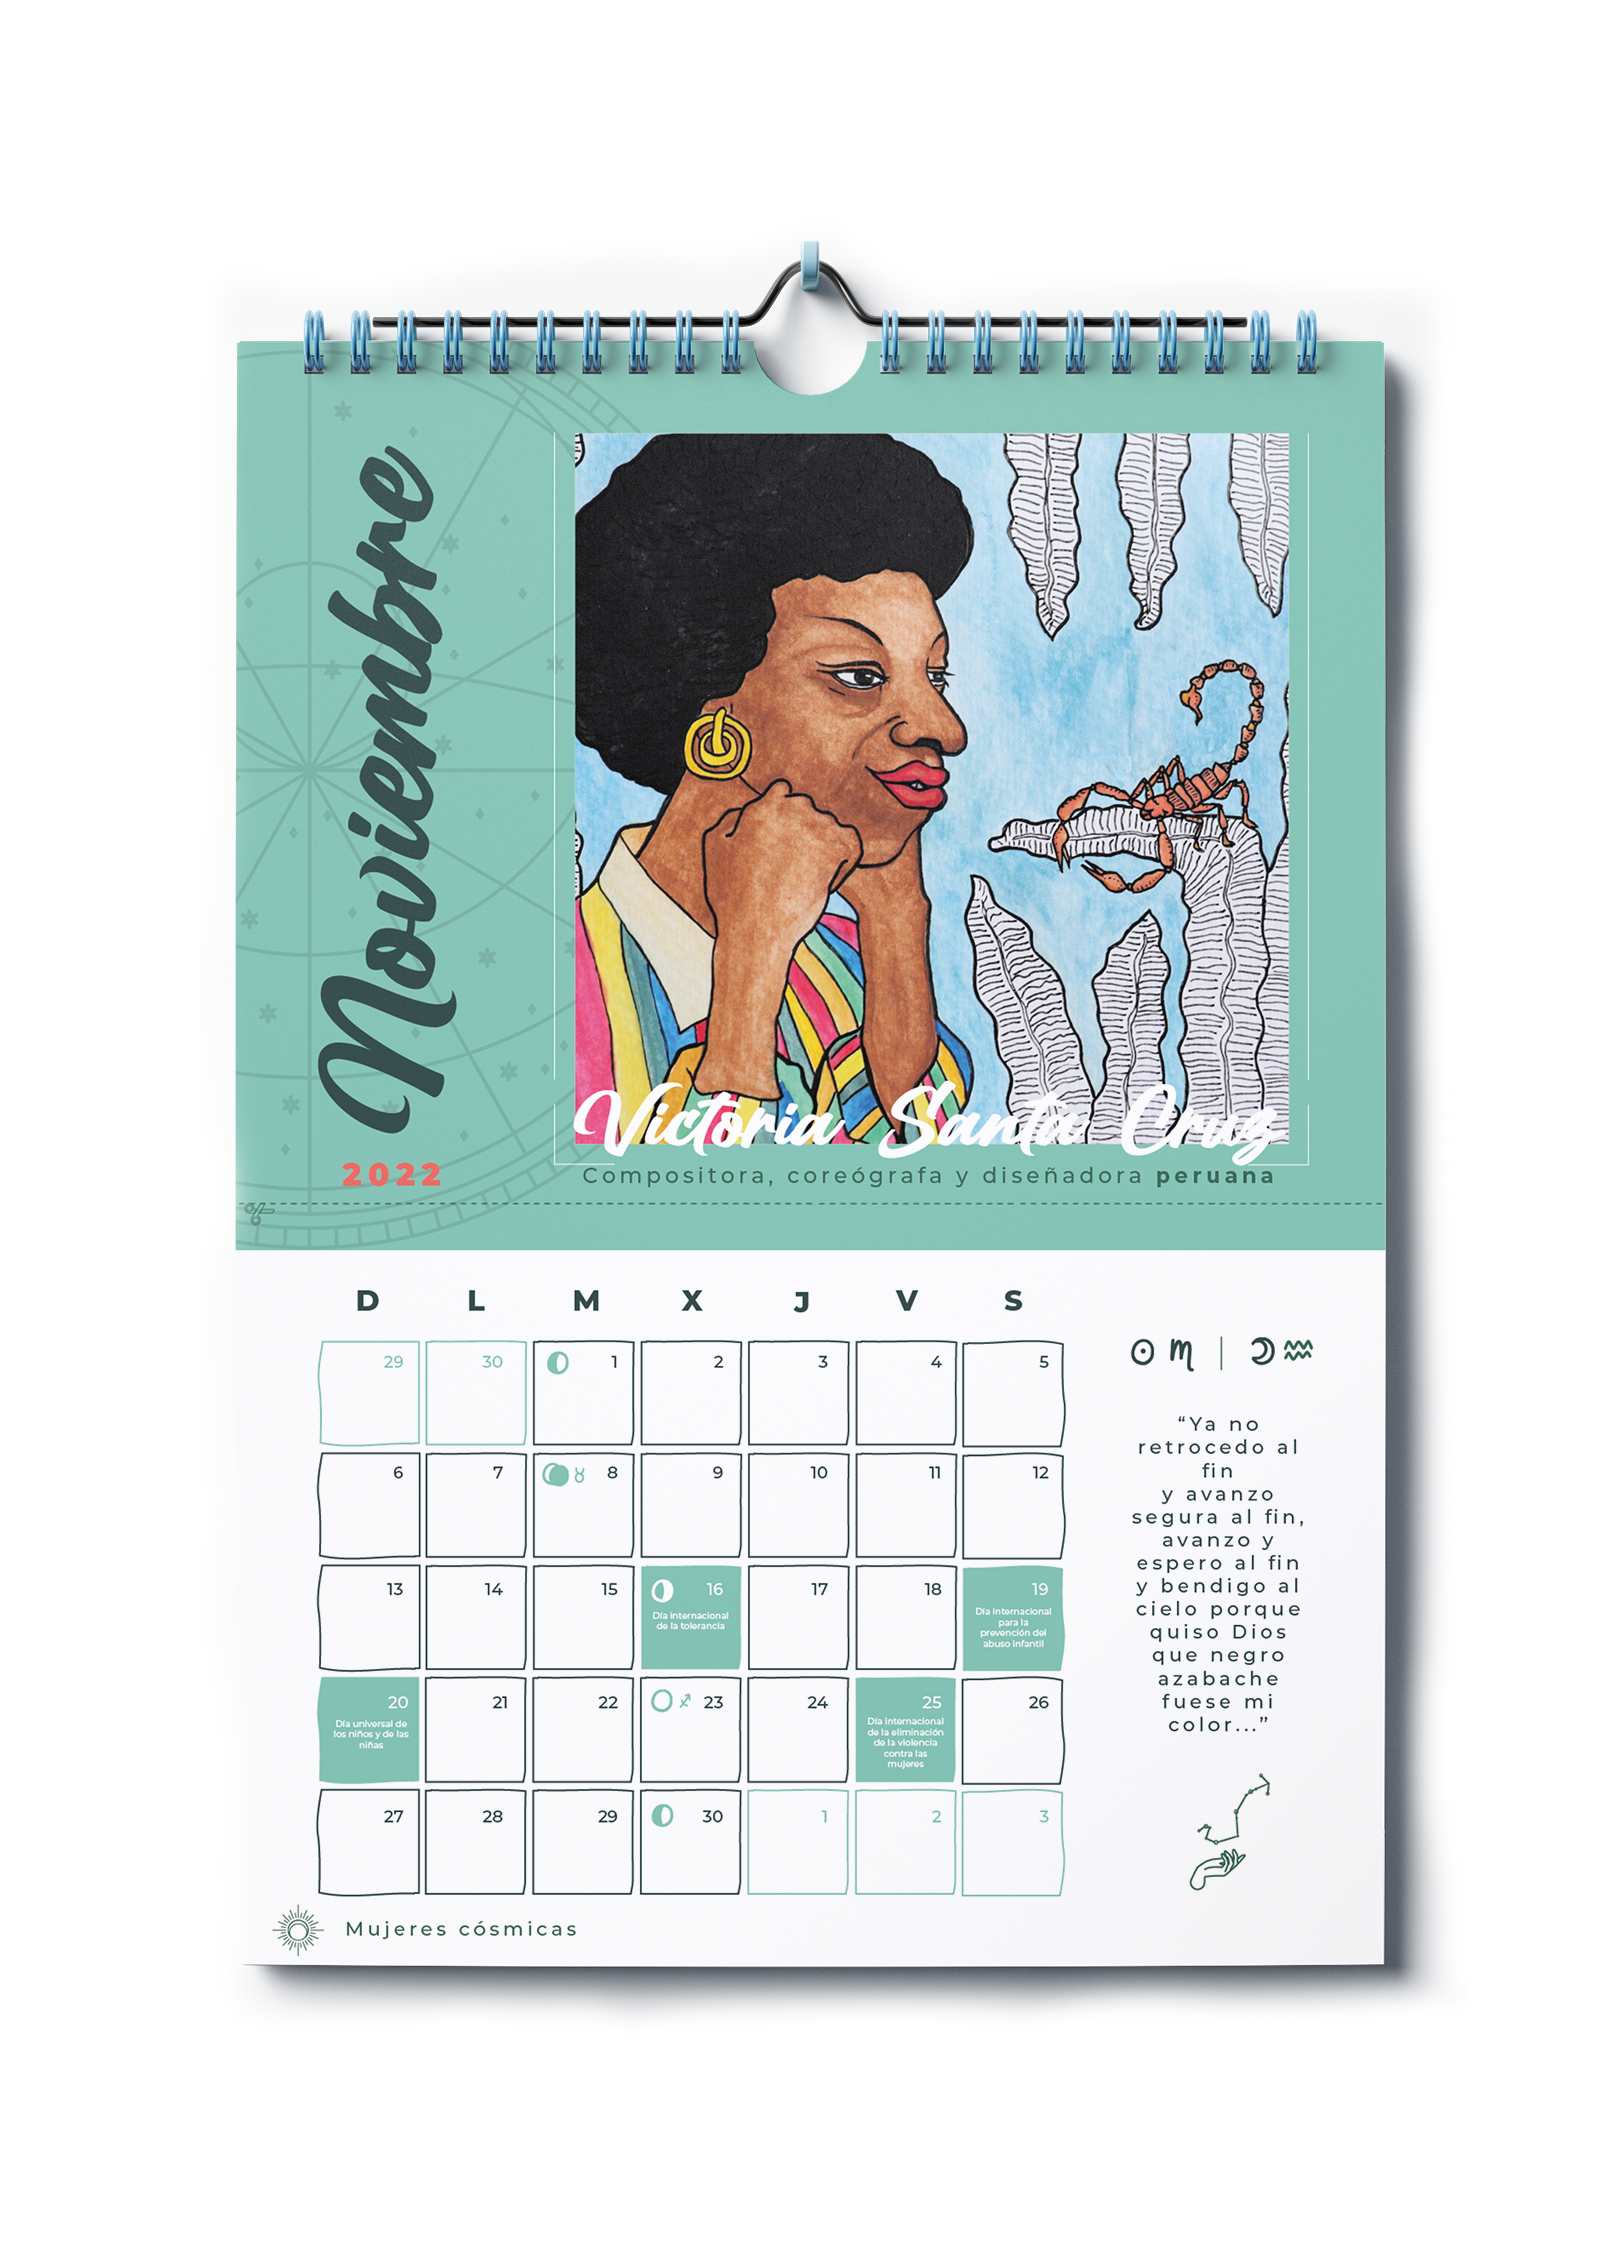 Noviembre
2022
Victoria Santa Cruz
Compositora, coreógrafa y diseñadora peruana
D L M X J V S
29 30 1 2 3 4 5
6 7 8 9 10 11 12
13 14 15 16 17 18 19
Día internacional
de la tolerancia
Día internacional
para la
prevención del
abuso infantil
20 21 22 23 24 25 26
Día universal de
los niños y de las
niñas
Día internacional
de la eliminación
de la violencia
contra las
mujeres
27 28 29 30 1 2 3
“Ya no
retrocedo al
fin
y avanzo
segura al fin,
avanzo y
espero al fin
y bendigo al
cielo porque
quiso Dios
que negro
azabache
fuese mi
color...”
Mujeres cósmicas